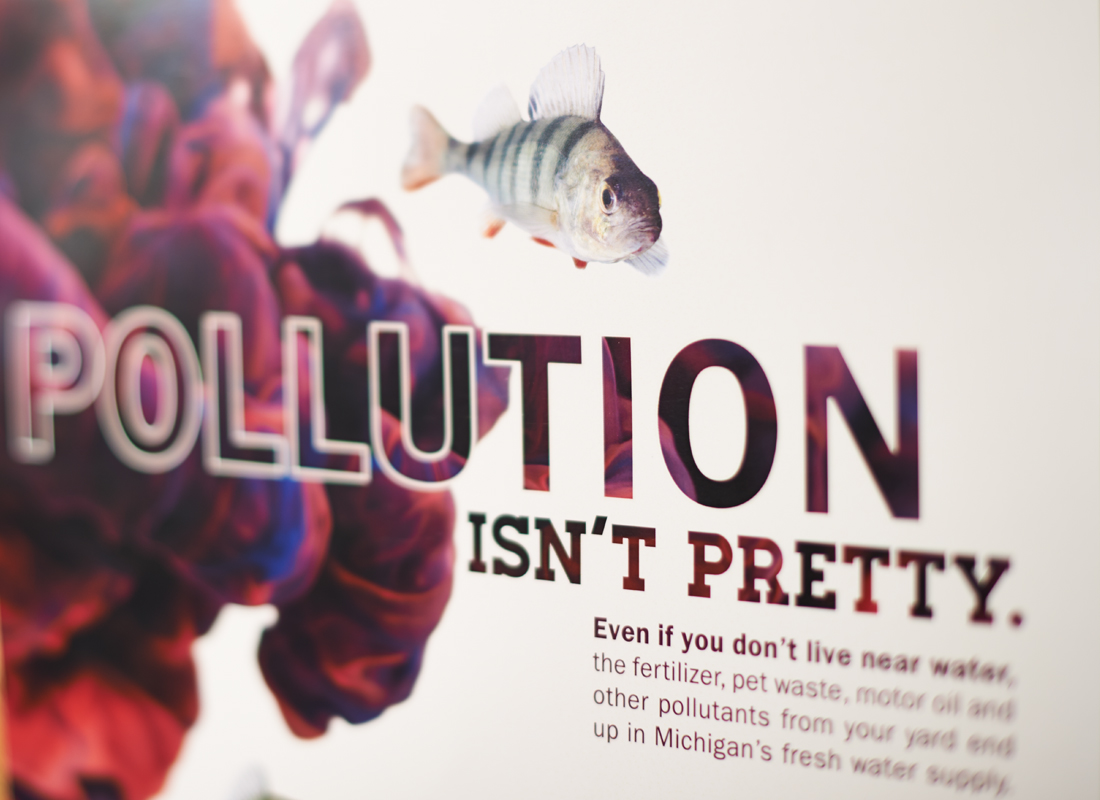 POLLUTION
ISN'T PRETTY.
Even if you don't live near water,
the fertilizer, pet waste, motor oil and
other pollutants from your yard end
up in Michigan's fresh water supply.